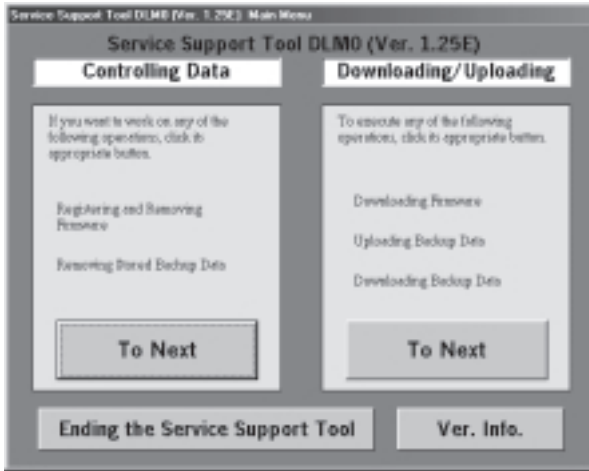 Service Support Tool DLM0 (Ver. 1.25E) Main Menu
Service Support Tool DLM0 (Ver. 1.25E)
Controlling Data
If you want to work on any of the
following operations, click its
appropriate button.
Registering and Removing
Firmware
Removing Stored Backup Data
To Next
Downloading/Uploading
To execute any of the following
operations, click its appropriate button.
Downloading Firmware
Uploading Backup Data
Downloading Backup Data
To Next
Ending the Service Support Tool
Ver. Info.